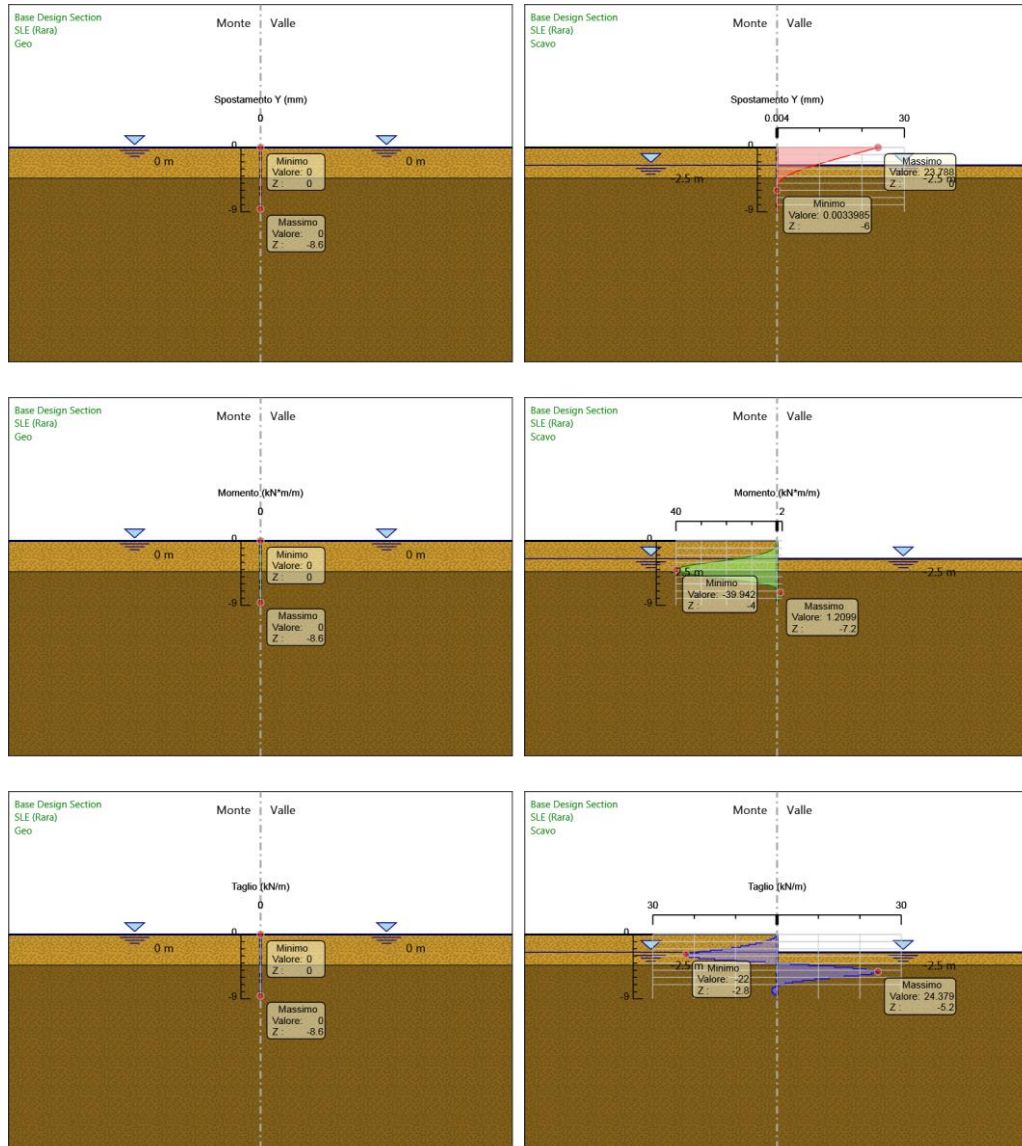 Base Design Section
SLE (Rara)
Geo
Monte Valle
Spostamento Y (mm)
0
0
0 m
0 m
-9
Minimo
Valore: 0
Z : 0
Massimo
Valore: 0
Z : -8.6
Base Design Section
SLE (Rara)
Scavo
Monte Valle
Spostamento Y (mm)
0.004 30
0
-2.5 m
-2.5 m
-9
Massimo
Valore: 23.788
Z : 0
Minimo
Valore: 0.0033985
Z : -6
Base Design Section
SLE (Rara)
Geo
Monte Valle
Momento (kN*m/m)
0
0
0 m
0 m
-9
Minimo
Valore: 0
Z : 0
Massimo
Valore: 0
Z : -8.6
Base Design Section
SLE (Rara)
Scavo
Monte Valle
Momento (kN*m/m)
40 2
0
-2.5 m
-2.5 m
-9
Minimo
Valore: -39.942
Z : -4
Massimo
Valore: 1.2099
Z : -7.2
Base Design Section
SLE (Rara)
Geo
Monte Valle
Taglio (kN/m)
0
0
0 m
0 m
-9
Minimo
Valore: 0
Z : 0
Massimo
Valore: 0
Z : -8.6
Base Design Section
SLE (Rara)
Scavo
Monte Valle
Taglio (kN/m)
30 30
0
-2.5 m
-2.5 m
-9
Minimo
Valore: -22
Z : -2.8
Massimo
Valore: 24.379
Z : -5.2